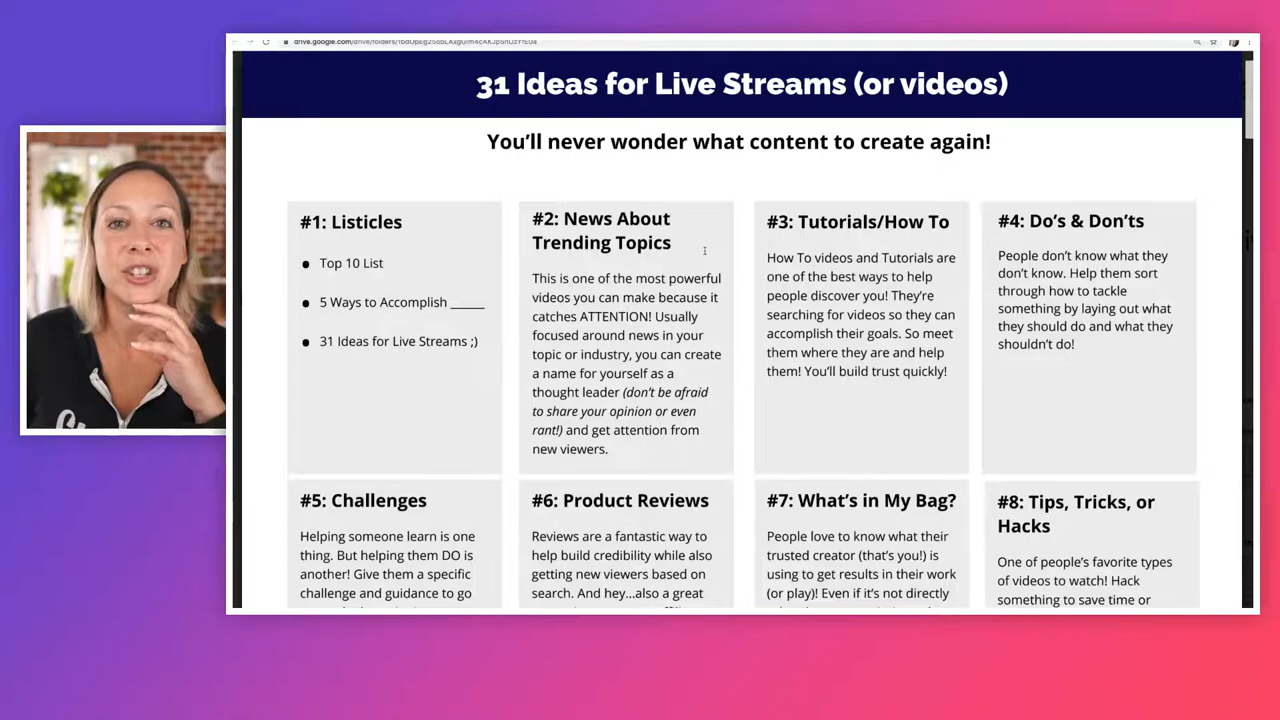 31 Ideas for Live Streams (or videos)
You'll never wonder what content to create again!
#1: Listicles
● Top 10 List
● 5 Ways to Accomplish ______
● 31 Ideas for Live Streams ;)
#2: News About
Trending Topics
This is one of the most powerful
videos you can make because it
catches ATTENTION! Usually
focused around news in your
topic or industry, you can create
a name for yourself as a
thought leader (don't be afraid
to share your opinion or even
rant!) and get attention from
new viewers.
#3: Tutorials/How To
How To videos and Tutorials are
one of the best ways to help
people discover you! They're
searching for videos so they can
accomplish their goals. So meet
them where they are and help
them! You'll build trust quickly!
#4: Do's & Don'ts
People don't know what they
don't know. Help them sort
through how to tackle
something by laying out what
they should do and what they
shouldn't do!
#5: Challenges
Helping someone learn is one
thing. But helping them DO is
another! Give them a specific
challenge and guidance to go
#6: Product Reviews
Reviews are a fantastic way to
help build credibility while also
getting new viewers based on
search. And hey...also a great
#7: What's in My Bag?
People love to know what their
trusted creator (that's you!) is
using to get results in their work
(or play)! Even if it's not directly
#8: Tips, Tricks, or
Hacks
One of people's favorite types
of videos to watch! Hack
something to save time or